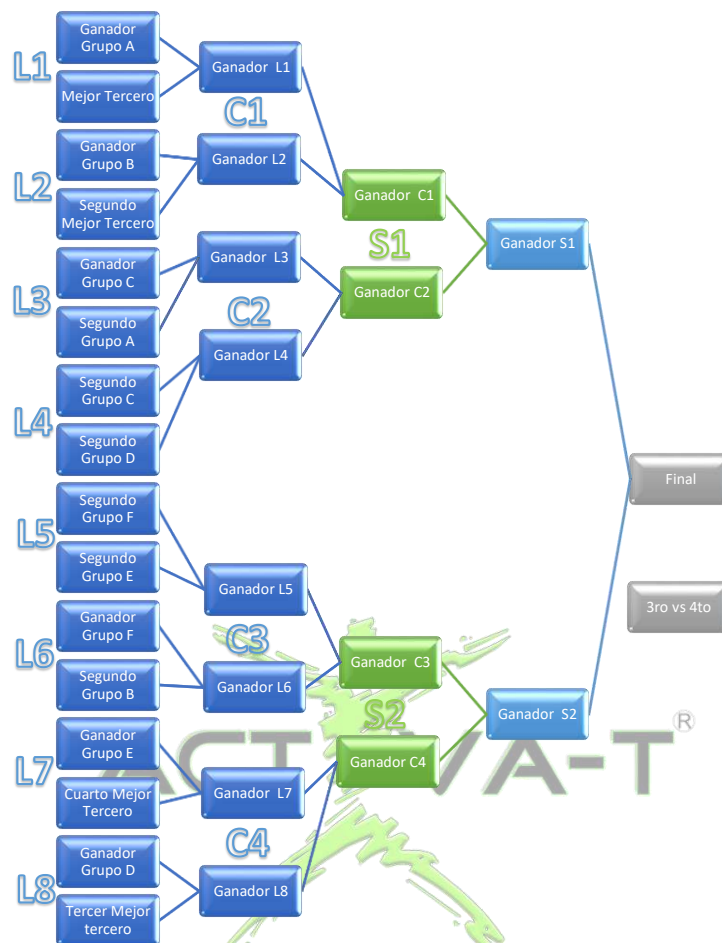 L1
Ganador
Grupo A
Mejor Tercero
Ganador L1
C1
L2
Ganador
Grupo B
Segundo
Mejor Tercero
Ganador L2
Ganador C1
S1
Ganador S1
L3
Ganador
Grupo C
Segundo
Grupo A
Ganador L3
C2
Ganador C2
L4
Segundo
Grupo C
Segundo
Grupo D
Ganador L4
Final
L5
Segundo
Grupo F
Segundo
Grupo E
Ganador L5
3ro vs 4to
C3
L6
Ganador
Grupo F
Segundo
Grupo B
Ganador L6
Ganador C3
S2
Ganador S2
L7
Ganador
Grupo E
Cuarto Mejor
Tercero
Ganador L7
Ganador C4
C4
L8
Ganador
Grupo D
Tercer Mejor
tercero
Ganador L8
VA-T®